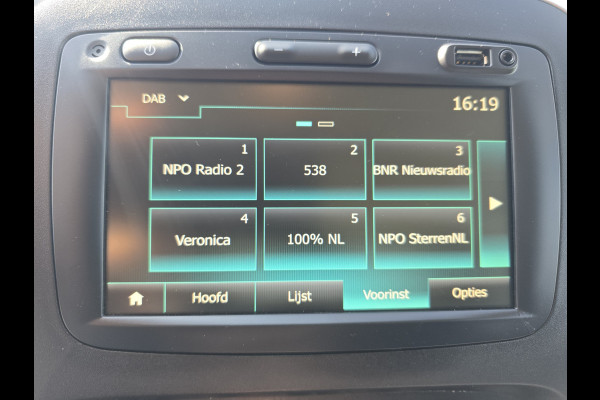 DAB
16:19
1
NPO Radio 2
2
538
3
BNR Nieuwsradio
4
Veronica
5
100% NL
6
NPO SterrenNL
Hoofd
Lijst
Voorinst
Opties